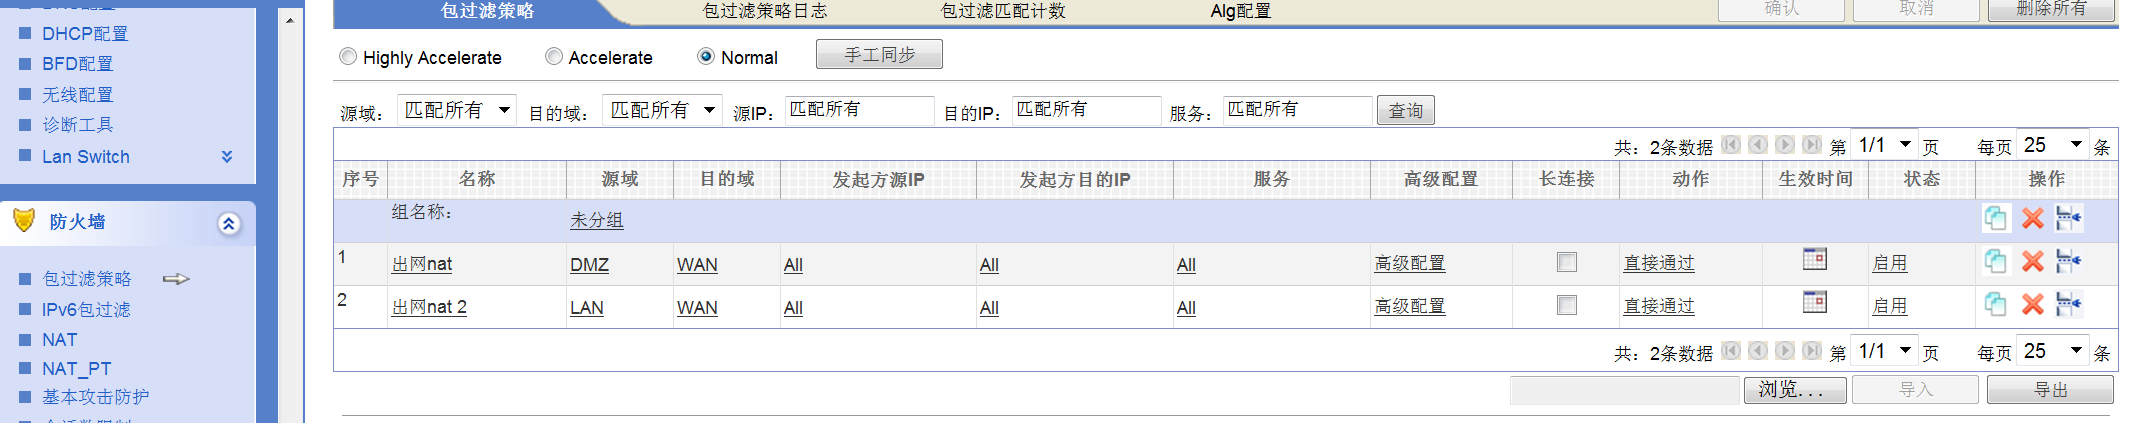 DHCP配置
BFD配置
无线配置
诊断工具
Lan Switch
防火墙
包过滤策略
IPv6包过滤
NAT
NAT_PT
基本攻击防护
包过滤策略 包过滤策略日志 包过滤匹配计数 Alg配置 确认 取消 删除所有
Highly Accelerate Accelerate Normal 手工同步
源域: 匹配所有 目的域: 匹配所有 源IP: 匹配所有 目的IP: 匹配所有 服务: 匹配所有 查询
共: 2条数据 第 1/1 页 每页 25 条
序号 名称 源域 目的域 发起方源IP 发起方目的IP 服务 高级配置 长连接 动作 生效时间 状态 操作
组名称: 未分组
1 出网nat DMZ WAN All All All 高级配置 直接通过 启用
2 出网nat 2 LAN WAN All All All 高级配置 直接通过 启用
共: 2条数据 第 1/1 页 每页 25 条
浏览... 导入 导出